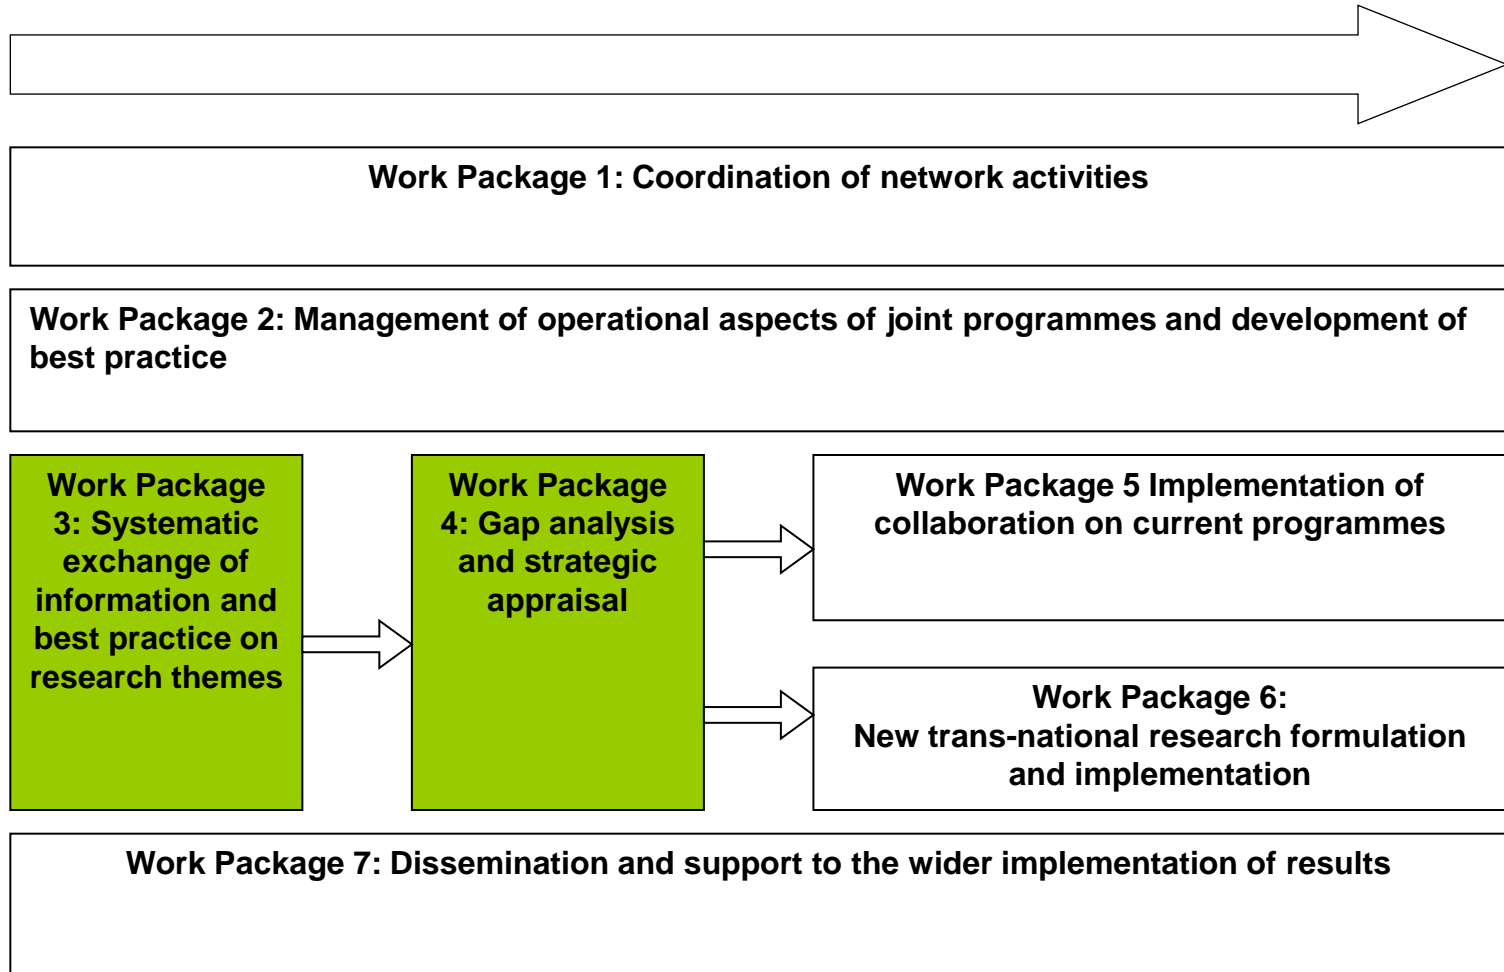 Work Package 1: Coordination of network activities
Work Package 2: Management of operational aspects of joint programmes and development of
best practice
Work Package
3: Systematic
exchange of
information and
best practice on
research themes
Work Package
4: Gap analysis
and strategic
appraisal
Work Package 5 Implementation of
collaboration on current programmes
Work Package 6:
New trans-national research formulation
and implementation
Work Package 7: Dissemination and support to the wider implementation of results